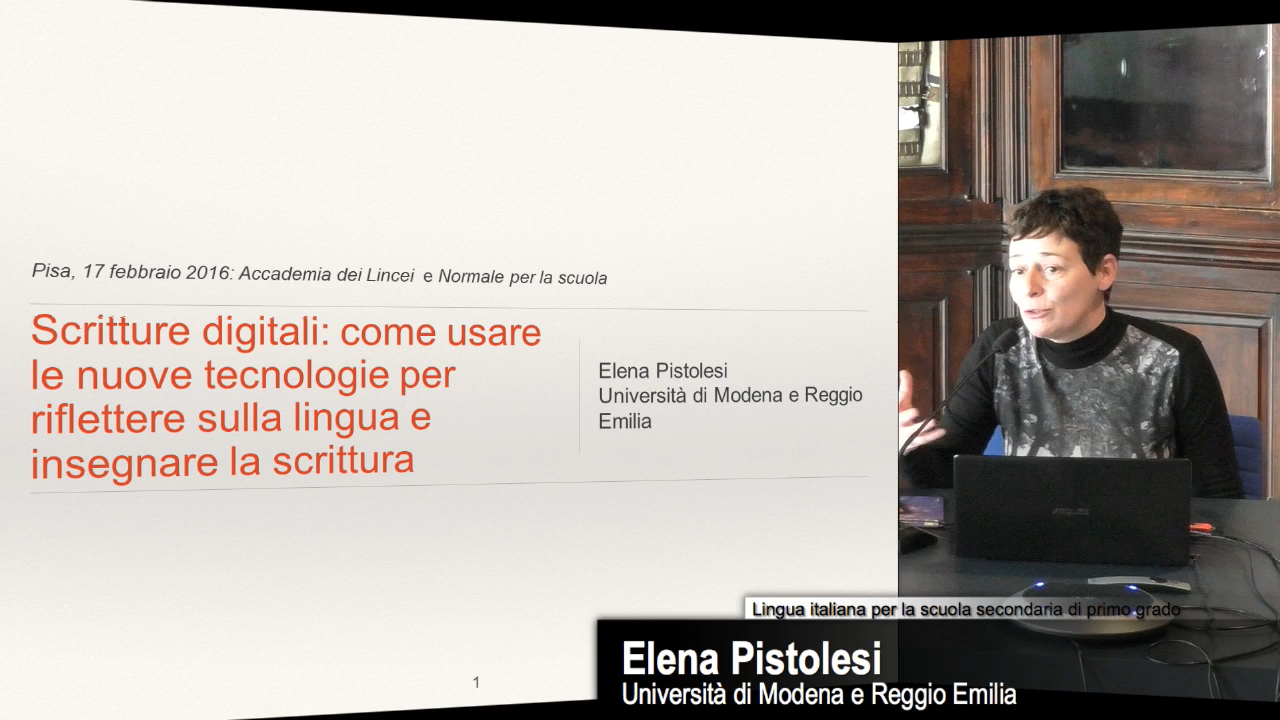 Pisa, 17 febbraio 2016: Accademia dei Lincei e Normale per la scuola
Scritture digitali: come usare
le nuove tecnologie per
riflettere sulla lingua e
insegnare la scrittura
Elena Pistolesi
Università di Modena e Reggio
Emilia
1
ASUS
Lingua italiana per la scuola secondaria di primo grado
Elena Pistolesi
Università di Modena e Reggio Emilia